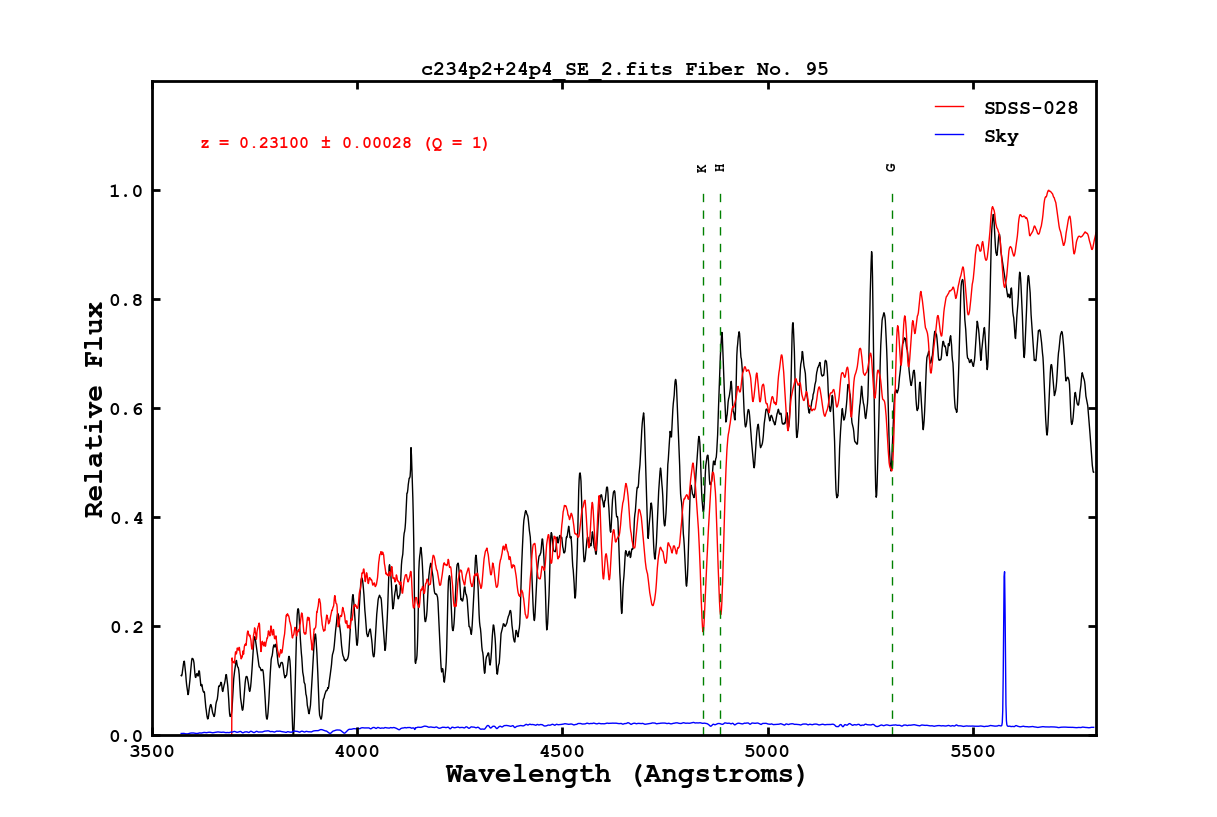 c234p2+24p4_SE_2.fits Fiber No. 95
SDSS-028
Sky
z = 0.23100 ± 0.00028 (Q = 1)
K H G
1.0
0.8
0.6
0.4
0.2
0.0
Relative Flux
3500 4000 4500 5000 5500
Wavelength (Angstroms)